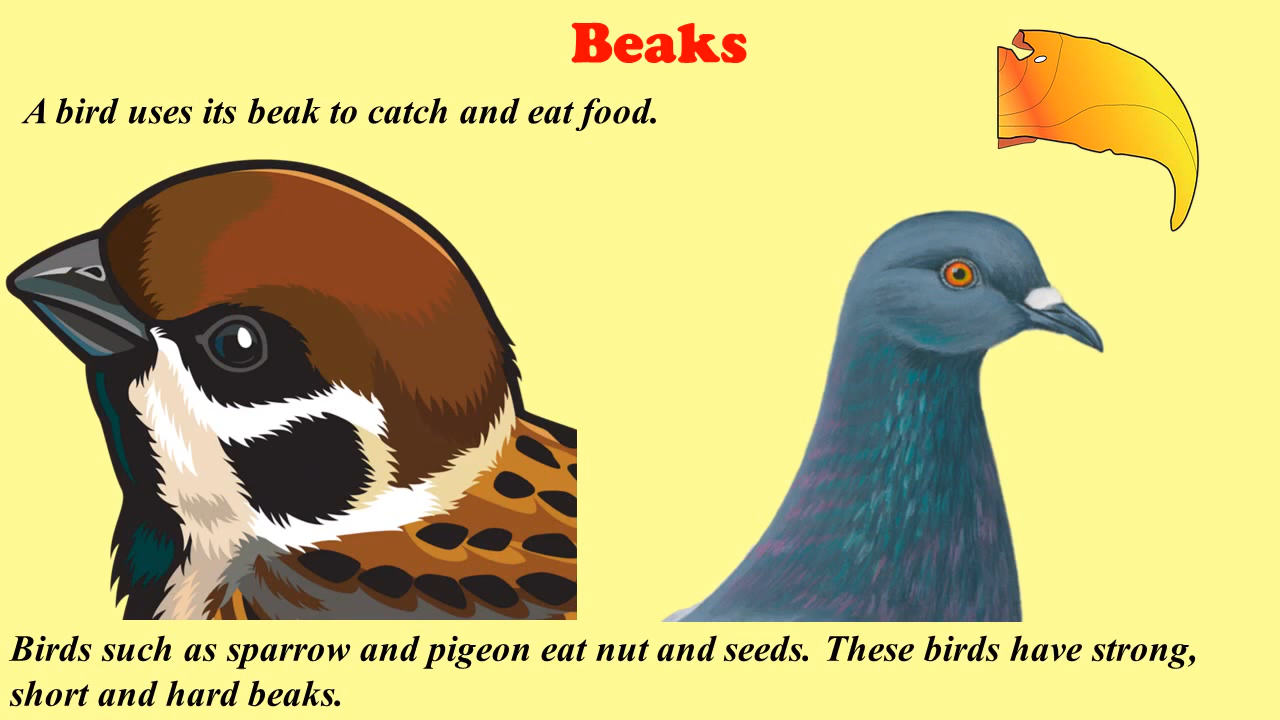 Beaks
A bird uses its beak to catch and eat food.
Birds such as sparrow and pigeon eat nut and seeds. These birds have strong,
short and hard beaks.